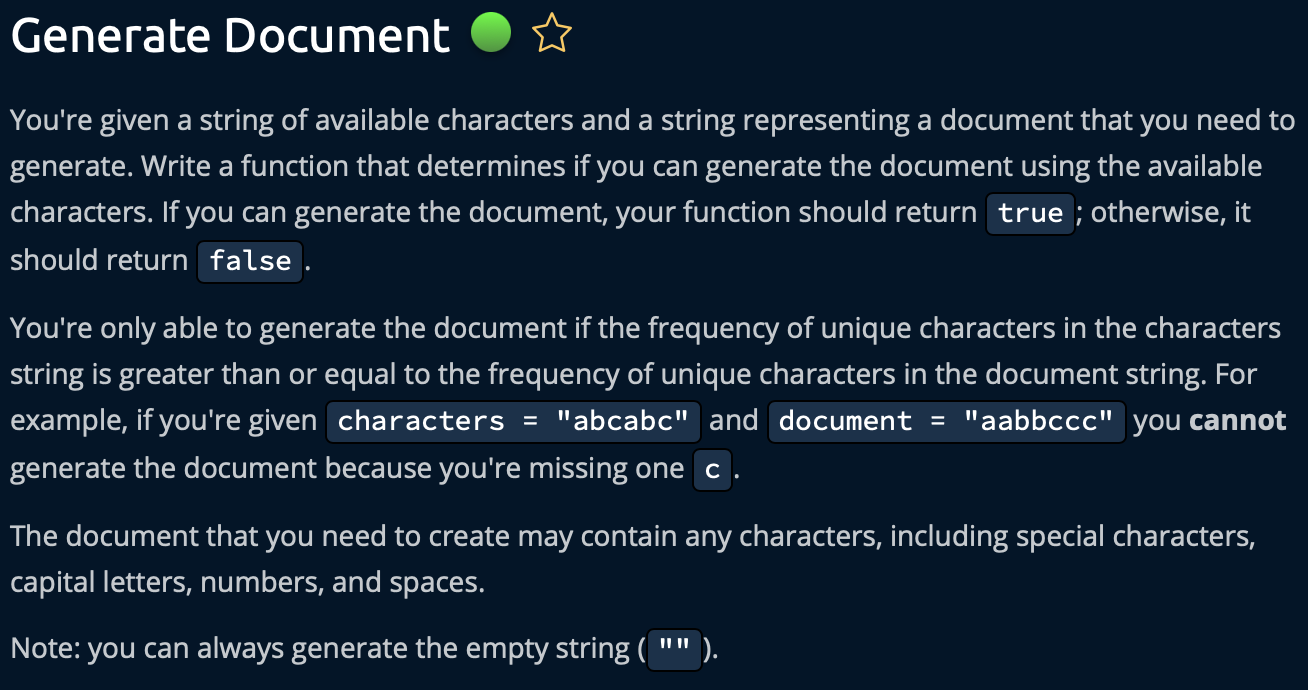 Generate Document
You're given a string of available characters and a string representing a document that you need to
generate. Write a function that determines if you can generate the document using the available
characters. If you can generate the document, your function should return true; otherwise, it
should return false.
You're only able to generate the document if the frequency of unique characters in the characters
string is greater than or equal to the frequency of unique characters in the document string. For
example, if you're given characters = "abcabc" and document = "aabbccc" you cannot
generate the document because you're missing one c.
The document that you need to create may contain any characters, including special characters,
capital letters, numbers, and spaces.
Note: you can always generate the empty string ("").